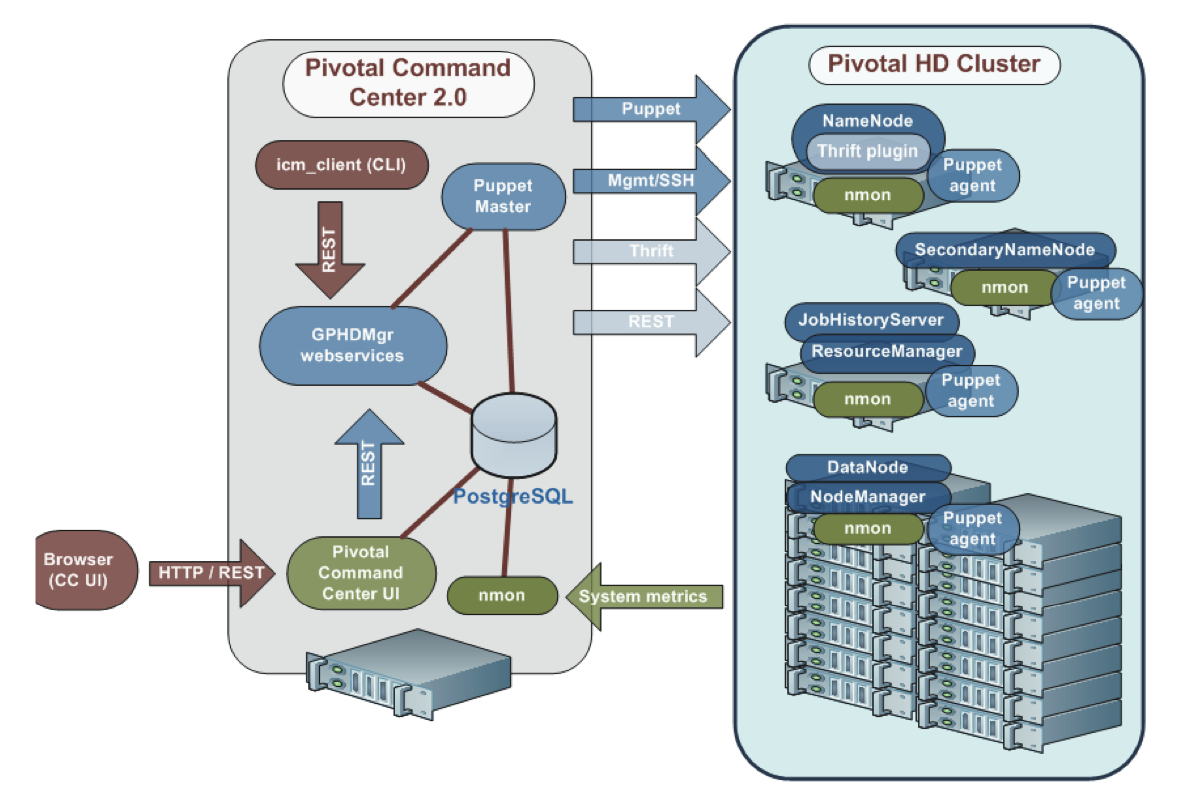 Pivotal Command
Center 2.0
icm_client (CLI)
Puppet
Master
REST
GPHDMgr
webservices
REST
PostgreSQL
Browser
(CC UI)
HTTP / REST
Pivotal
Command
Center UI
nmon
System metrics
Puppet
Mgmt/SSH
Thrift
REST
Pivotal HD Cluster
NameNode
Thrift plugin
nmon
Puppet
agent
SecondaryNameNode
nmon
Puppet
agent
JobHistoryServer
ResourceManager
nmon
Puppet
agent
DataNode
NodeManager
nmon
Puppet
agent